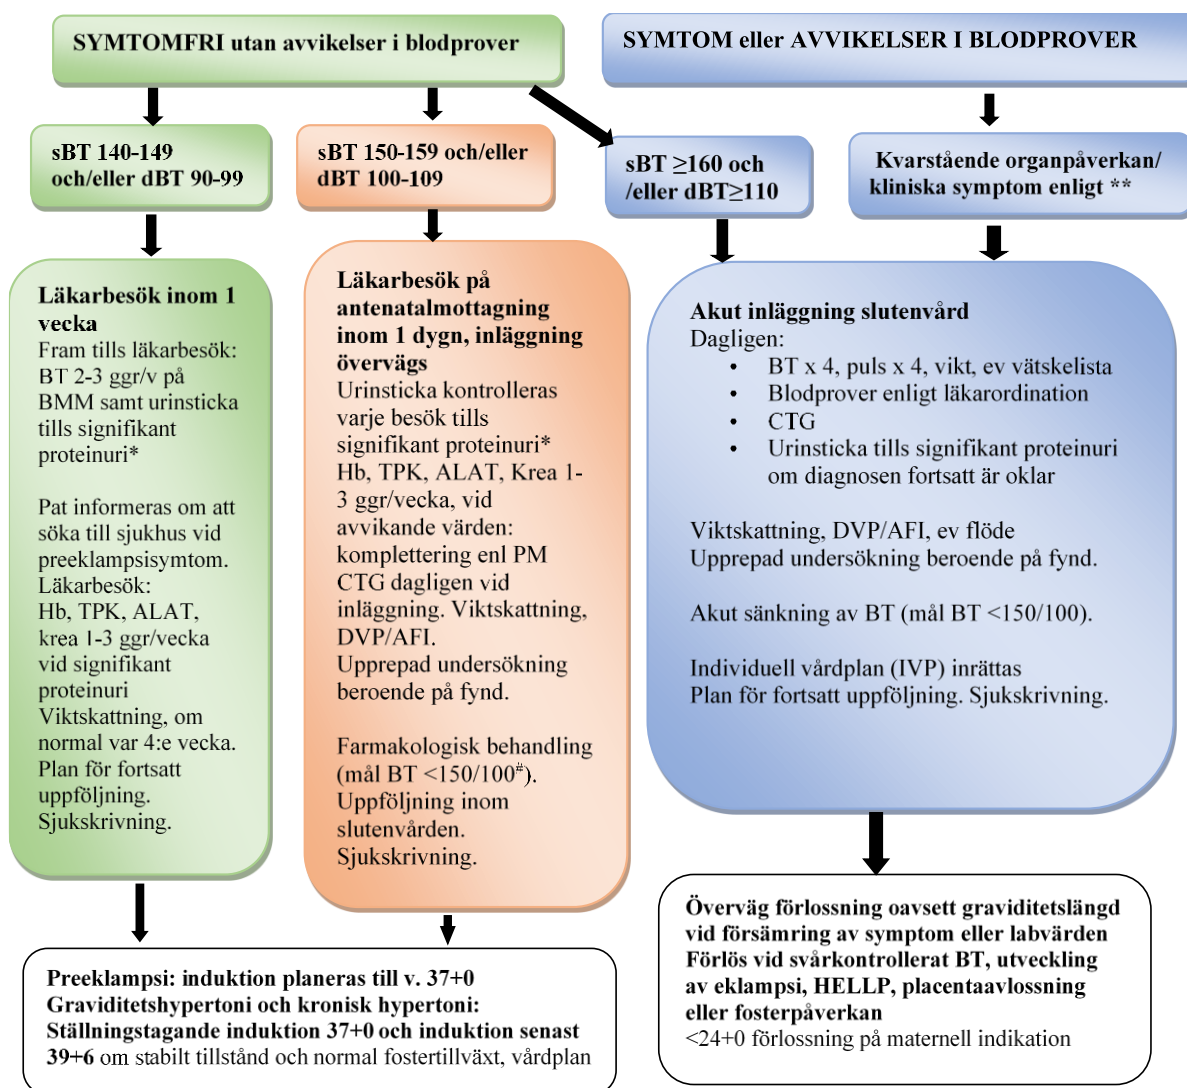 SYMTOMFRI utan avvikelser i blodprover
SYMTOM eller AVVIKELSER I BLODPROVER
sBT 140-149
och/eller dBT 90-99
sBT 150-159 och/eller
dBT 100-109
sBT ≥160 och
/eller dBT≥110
Kvarstående organpåverkan/
kliniska symptom enligt **
Läkarbesök inom 1
vecka
Fram tills läkarbesök:
BT 2-3 ggr/v på
BMM samt urinsticka
tills signifikant
proteinuri*
Pat informeras om att
söka till sjukhus vid
preeklampsisymtom.
Läkarbesök:
Hb, TPK, ALAT,
krea 1-3 ggr/vecka
vid signifikant
proteinuri
Viktskattning, om
normal var 4:e vecka.
Plan för fortsatt
uppföljning.
Sjukskrivning.
Läkarbesök på
antenatalmottagning
inom 1 dygn, inläggning
övervägs
Urinsticka kontrolleras
varje besök tills
signifikant proteinuri*
Hb, TPK, ALAT, Krea 1-
3 ggr/vecka, vid
avvikande värden:
komplettering enl PM
CTG dagligen vid
inläggning. Viktskattning,
DVP/AFI.
Upprepad undersökning
beroende på fynd.
Farmakologisk behandling
(mål BT <150/100#).
Uppföljning inom
slutenvården.
Sjukskrivning.
Akut inläggning slutenvård
Dagligen:
• BT x 4, puls x 4, vikt, ev vätskelista
• Blodprover enligt läkarordination
• CTG
• Urinsticka tills signifikant proteinuri
om diagnosen fortsatt är oklar
Viktskattning, DVP/AFI, ev flöde
Upprepad undersökning beroende på fynd.
Akut sänkning av BT (mål BT <150/100).
Individuell vårdplan (IVP) inrättas
Plan för fortsatt uppföljning. Sjukskrivning.
Preeklampsi: induktion planeras till v. 37+0
Graviditetshypertoni och kronisk hypertoni:
Ställningstagande induktion 37+0 och induktion senast
39+6 om stabilt tillstånd och normal fostertillväxt, vårdplan
Överväg förlossning oavsett graviditetslängd
vid försämring av symptom eller labvärden
Förlös vid svårkontrollerat BT, utveckling
av eklampsi, HELLP, placentaavlossning
eller fosterpåverkan
<24+0 förlossning på maternell indikation